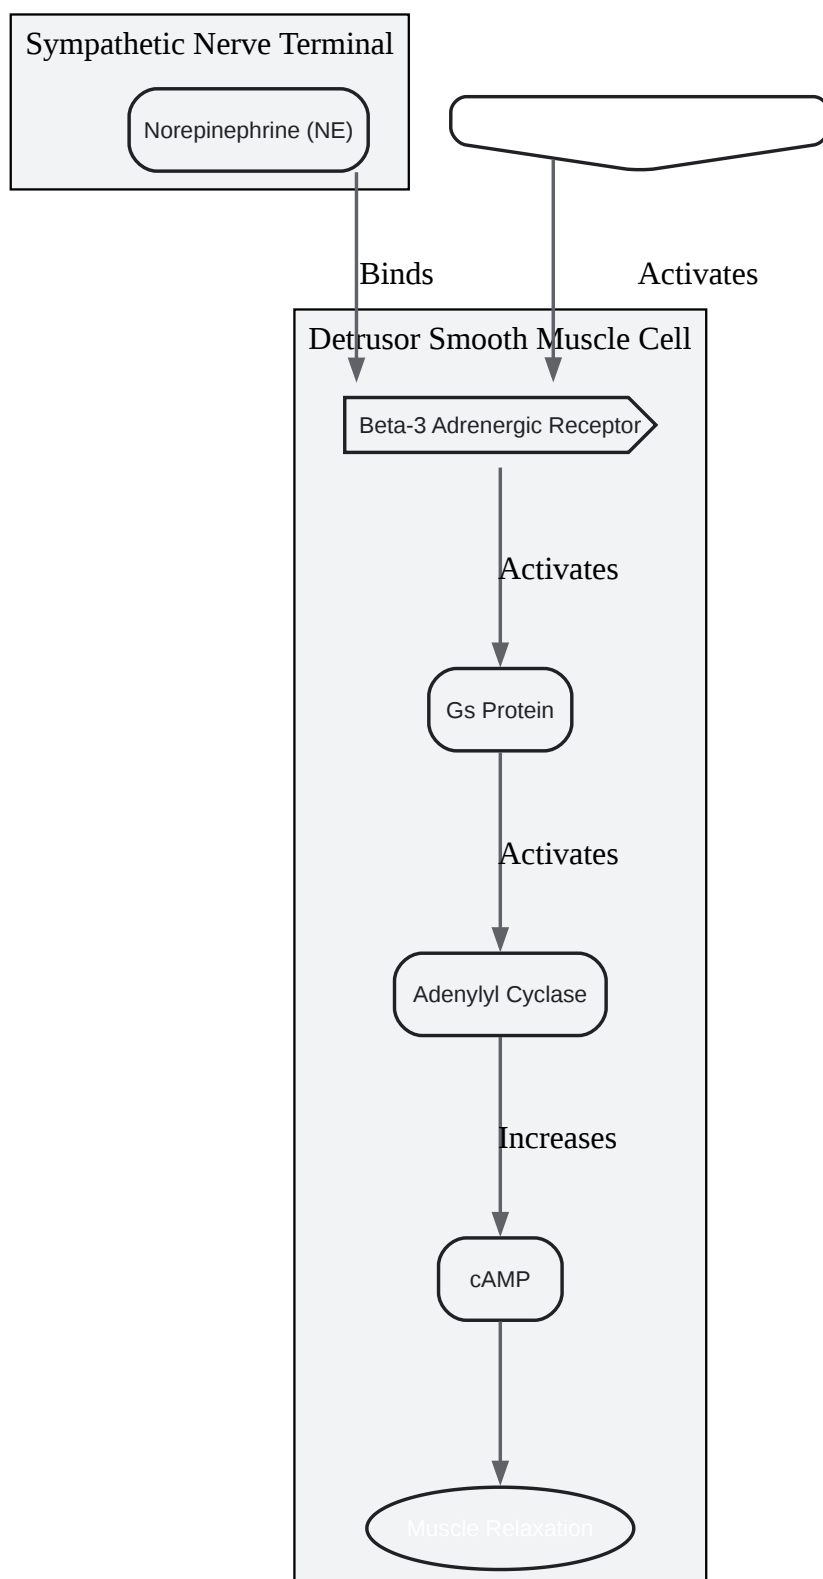 Sympathetic Nerve Terminal
Norepinephrine (NE)
Binds
Activates
Detrusor Smooth Muscle Cell
Beta-3 Adrenergic Receptor
Activates
Gs Protein
Activates
Adenylyl Cyclase
Increases
cAMP
Muscle Relaxation